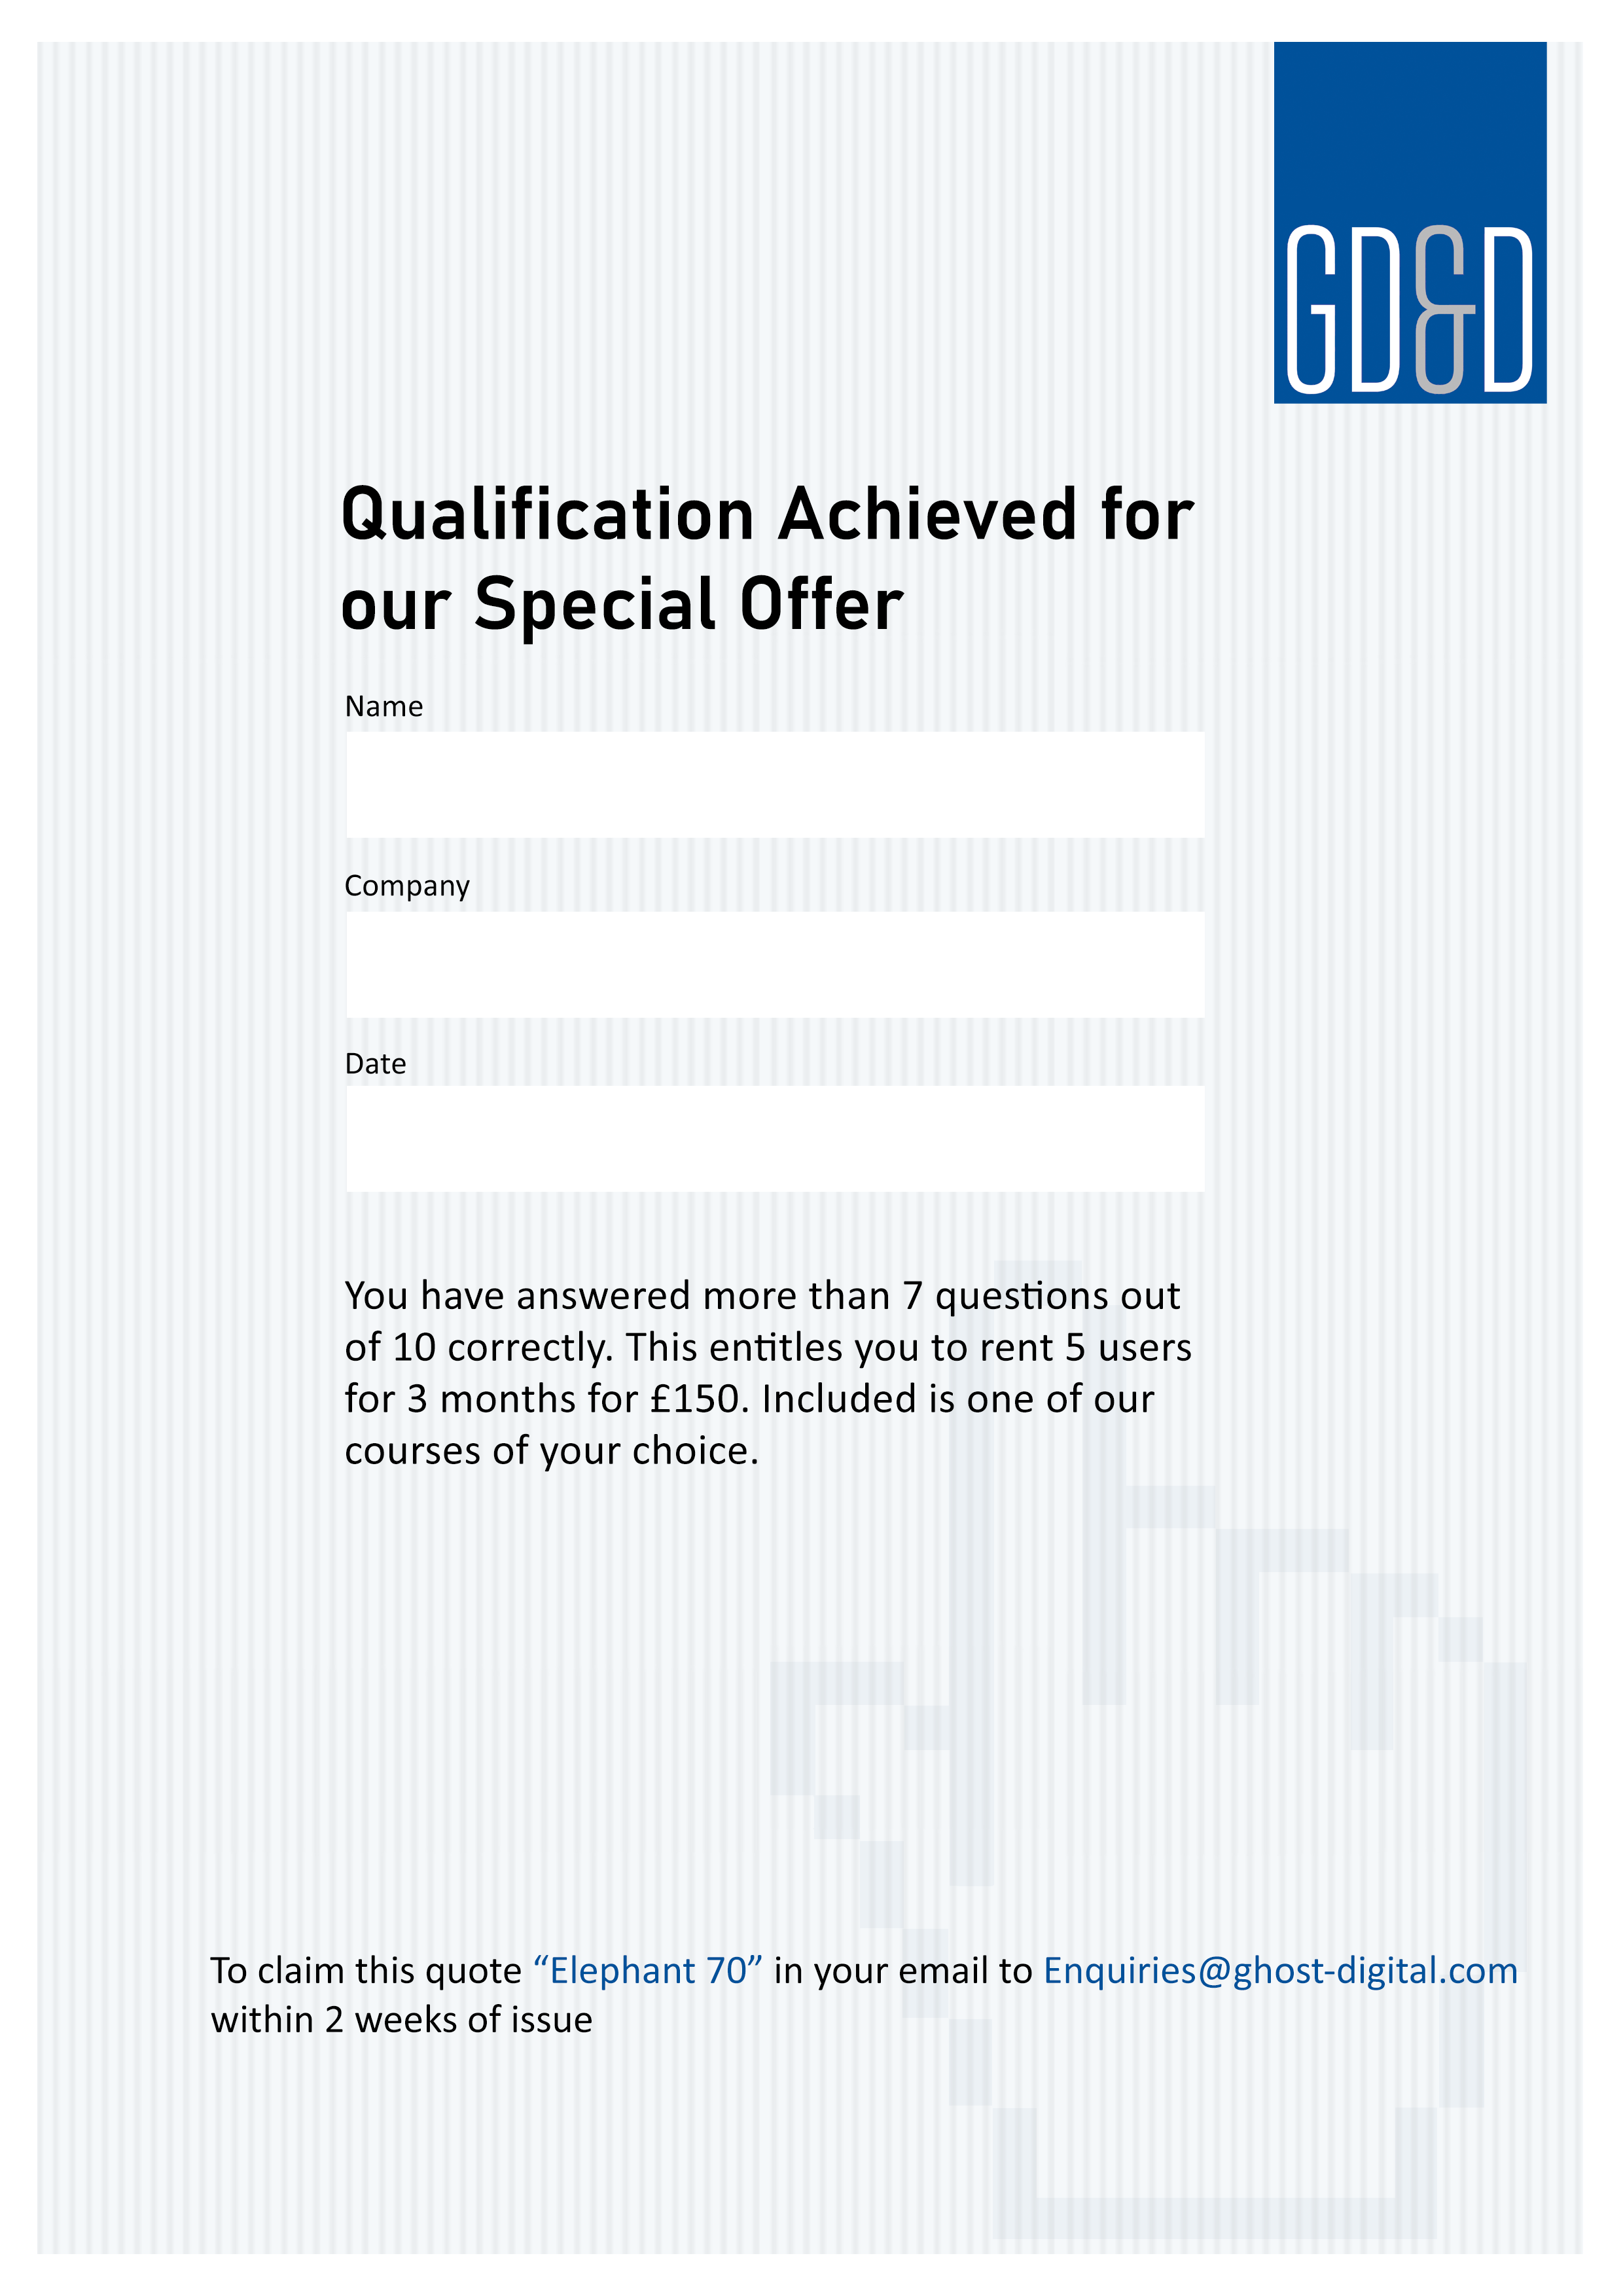 GD&D
Qualification Achieved for
our Special Offer
Name
Company
Date
You have answered more than 7 questions out
of 10 correctly. This entitles you to rent 5 users
for 3 months for £150. Included is one of our
courses of your choice.
To claim this quote “Elephant 70” in your email to Enquiries@ghost-digital.com
within 2 weeks of issue